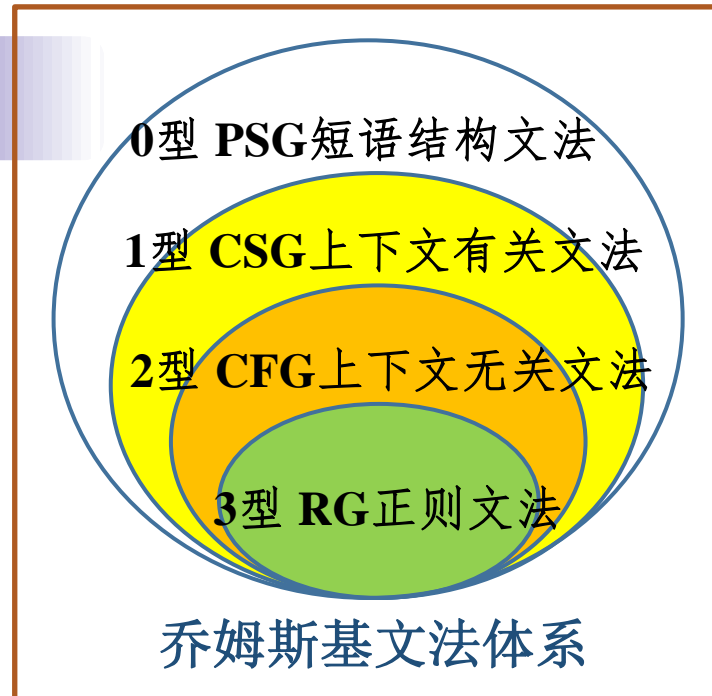 0型 PSG短语结构文法
1型 CSG上下文有关文法
2型 CFG上下文无关文法
3型 RG正则文法
乔姆斯基文法体系